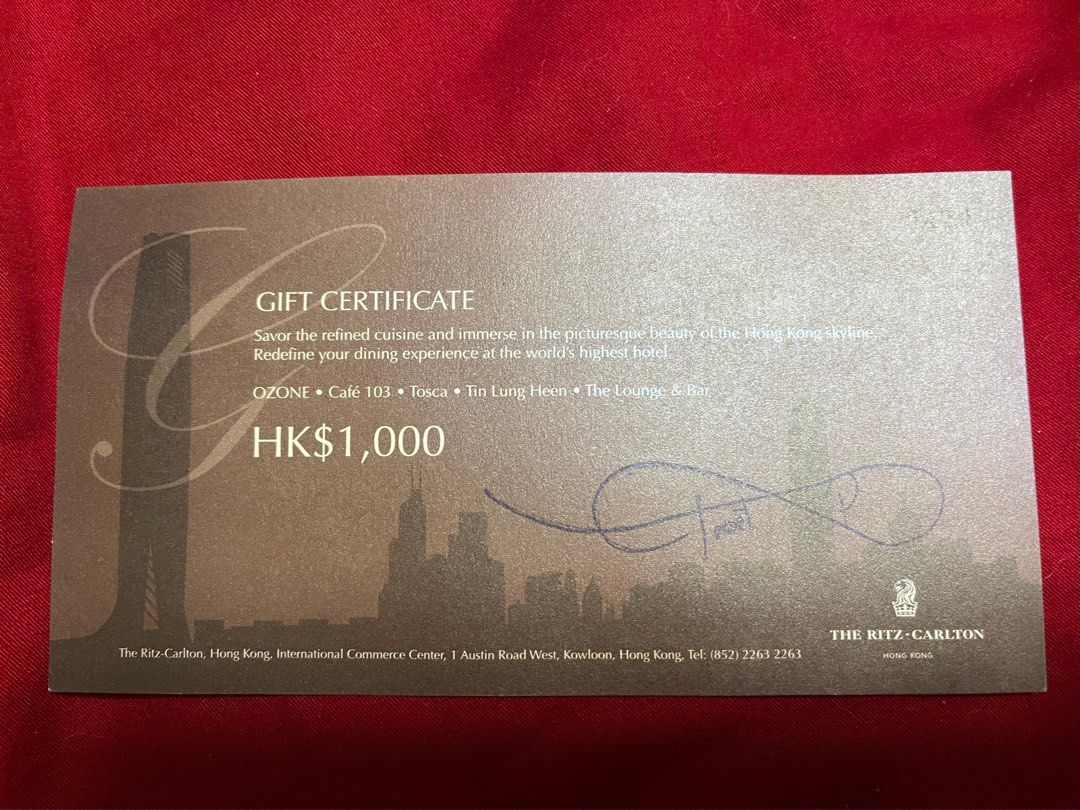 GIFT CERTIFICATE
Savor the refined cuisine and immerse in the picturesque beauty of the Hong Kong skyline.
Redefine your dining experience at the world's highest hotel.
OZONE • Café 103 • Tosca • Tin Lung Heen • The Lounge & Bar
HK$1,000
THE RITZ-CARLTON
HONG KONG
The Ritz-Carlton, Hong Kong, International Commerce Center, 1 Austin Road West, Kowloon, Hong Kong, Tel: (852) 2263 2263